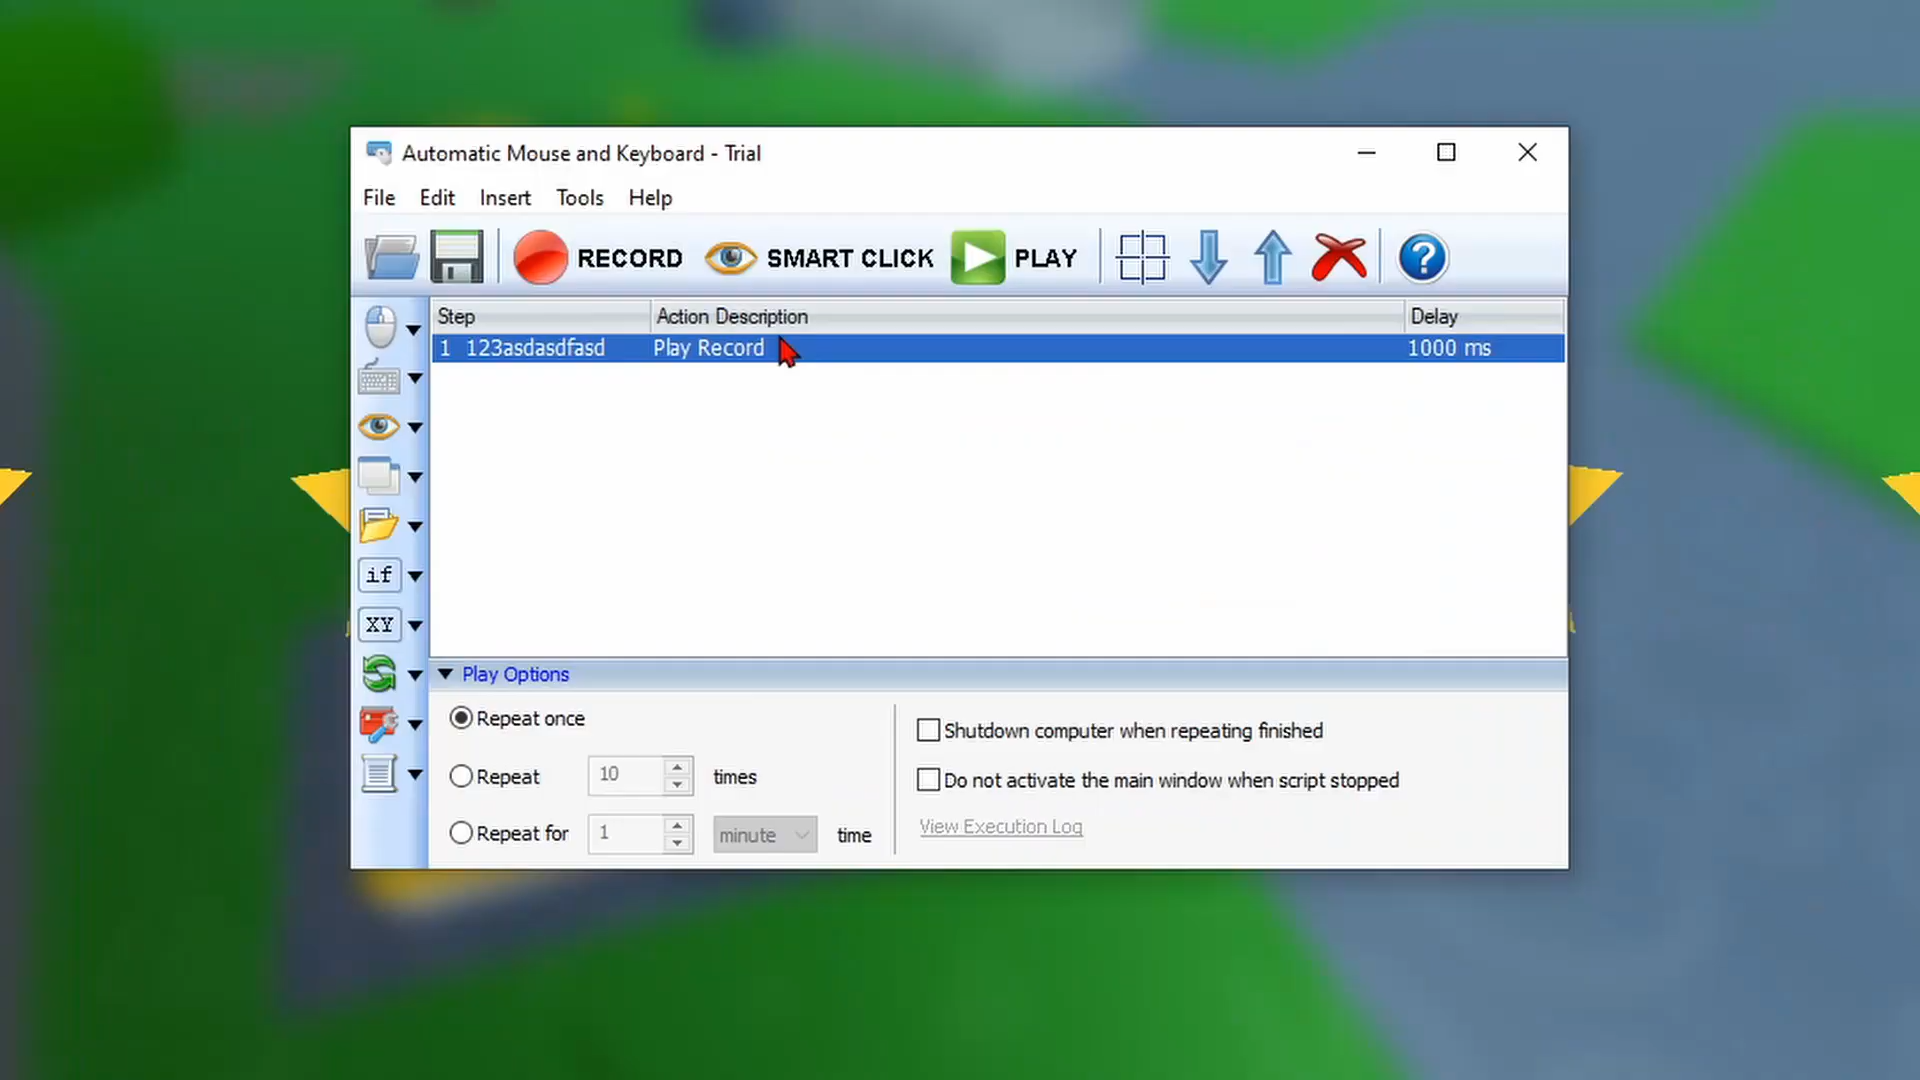 Automatic Mouse and Keyboard - Trial
File Edit Insert Tools Help
RECORD SMART CLICK PLAY ?
Step Action Description Delay
1 123asdasdfasd Play Record 1000 ms
if
XY
Play Options
Repeat once
Repeat 10 times
Repeat for 1 minute time
Shutdown computer when repeating finished
Do not activate the main window when script stopped
View Execution Log